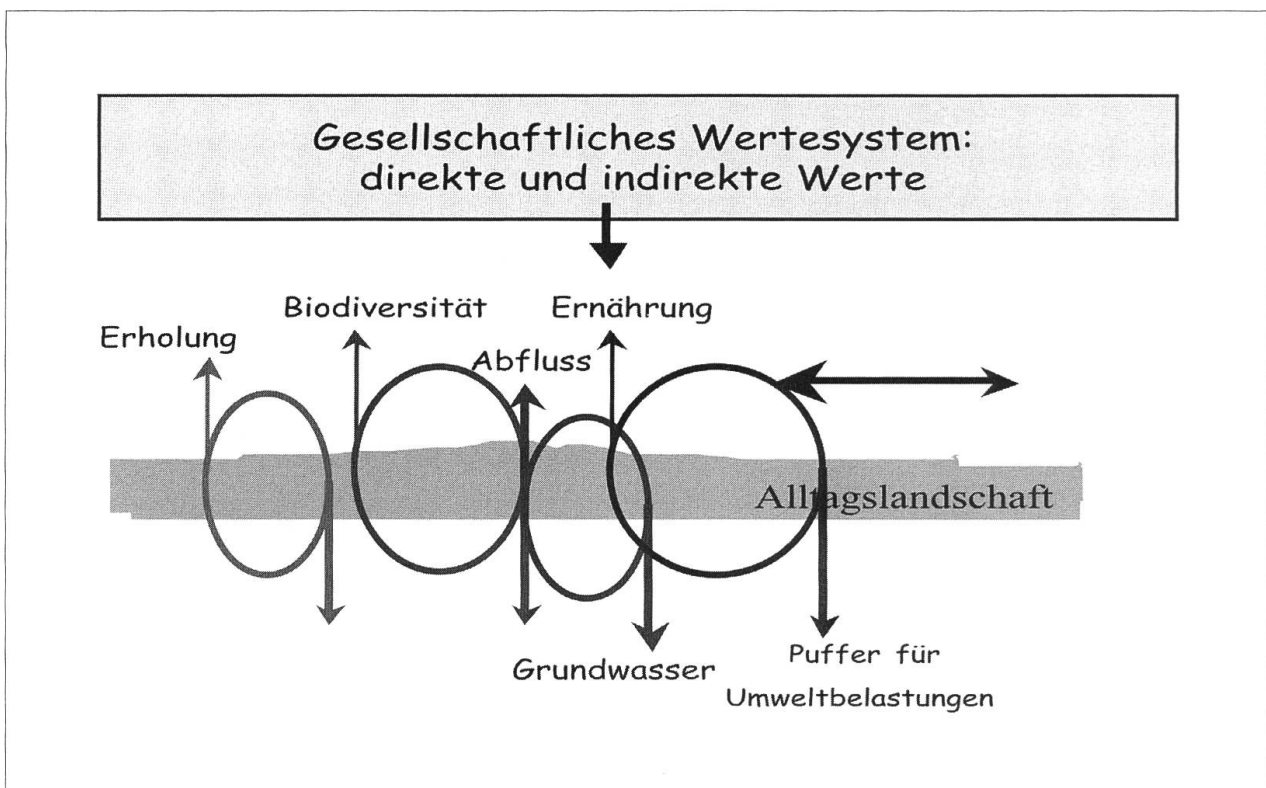 Gesellschaftliches Wertesystem:
direkte und indirekte Werte
Biodiversität
Ernährung
Erholung
Abfluss
Alltagslandschaft
Grundwasser
Puffer für
Umweltbelastungen